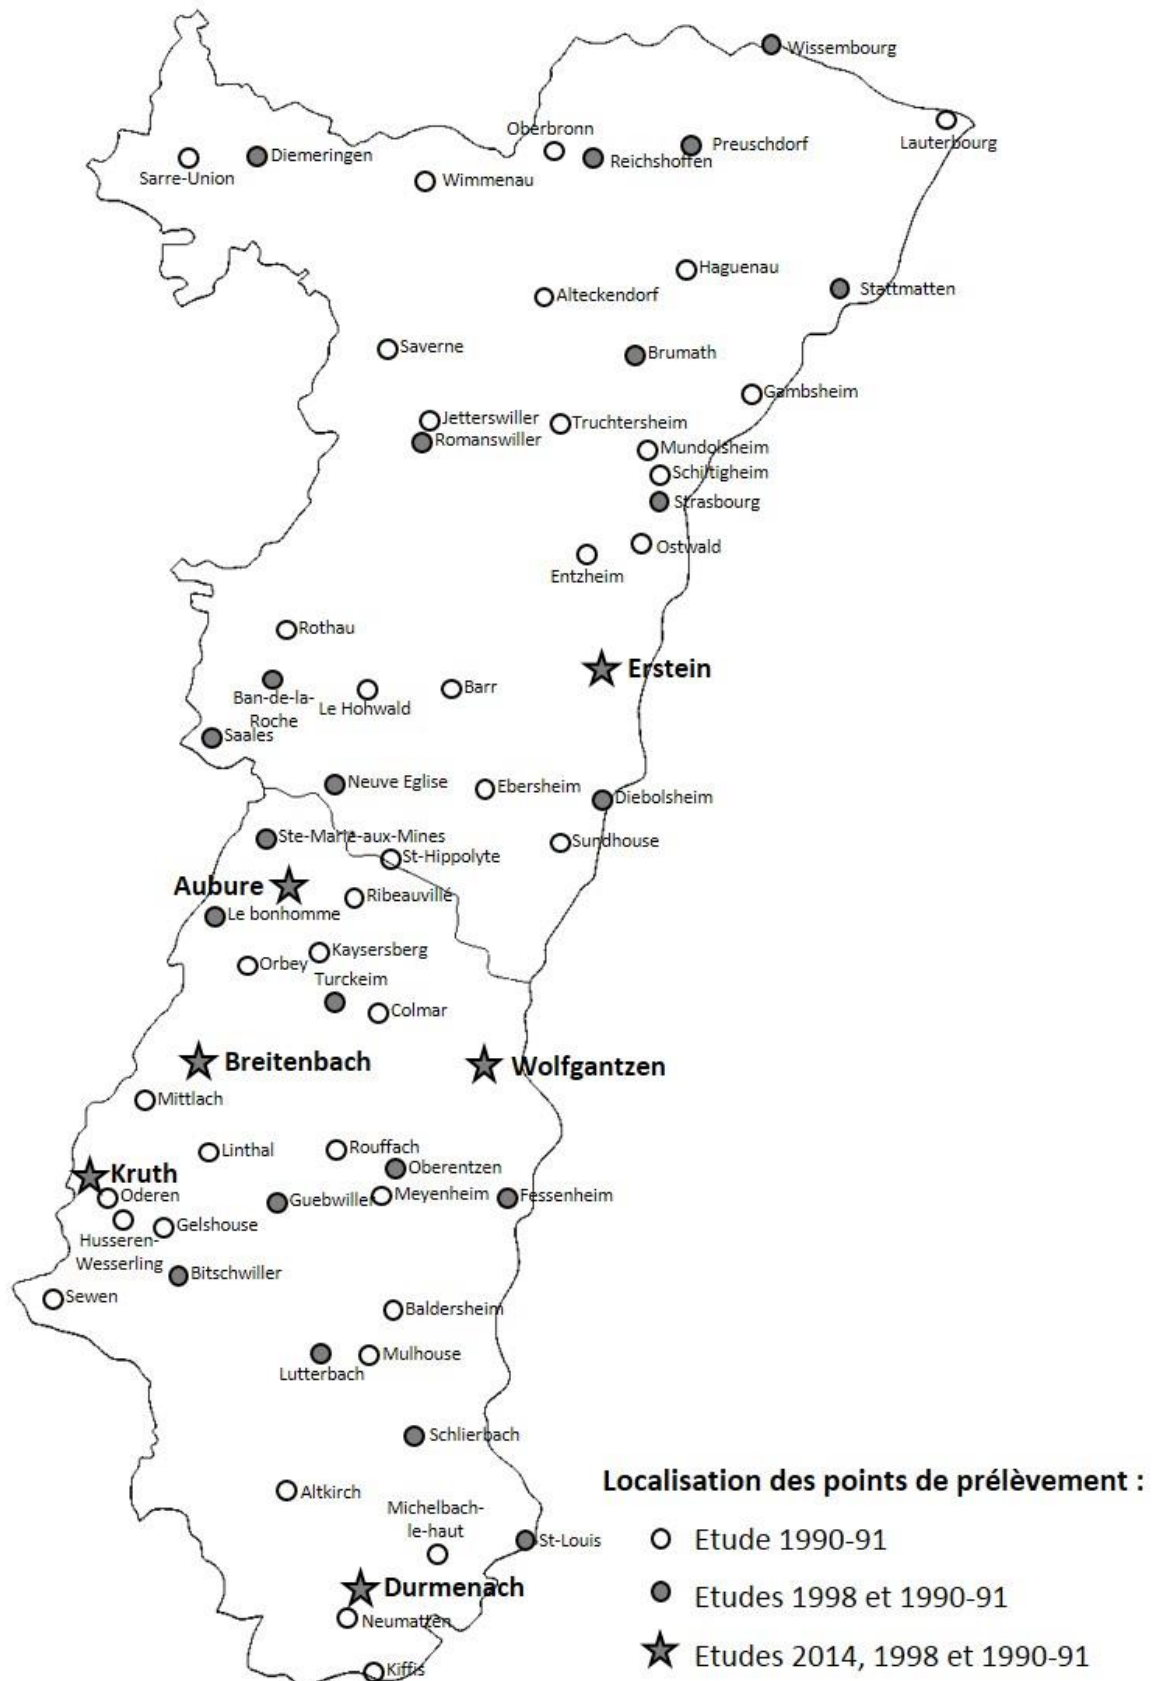 Wissembourg
Oberbronn
Lauterbourg
Preuschdorf
Diemeringen
Reichshoffen
Sarre-Union
Wimmenau
Haguenau
Stattmatten
Alteckendorf
Saverne
Brumath
Gambsheim
Jetterswiller
Truchtersheim
Romanswiller
Mundolsheim
Schiltigheim
Strasbourg
Ostwald
Entzheim
Rothau
Erstein
Barr
Ban-de-la-
Roche
Le Hohwald
Saales
Neuve Eglise
Ebersheim
Diebolsheim
Ste-Marie-aux-Mines
Sundhouse
St-Hippolyte
Aubure
Ribeauvillé
Le bonhomme
Kaysersberg
Orbey
Turckeim
Colmar
Breitenbach
Wolfgantzen
Mittlach
Linthal
Rouffach
Oberentzen
Kruth
Oderen
Guebwiller
Meyenheim
Fessenheim
Gelshouse
Husseren-
Wesserling
Bitschwiller
Sewen
Baldersheim
Mulhouse
Lutterbach
Schlierbach
Altkirch
Michelbach-
le-haut
St-Louis
Durmenach
Neumatten
Kiffis
Localisation des points de prélèvement :
Etude 1990-91
Etudes 1998 et 1990-91
Etudes 2014, 1998 et 1990-91